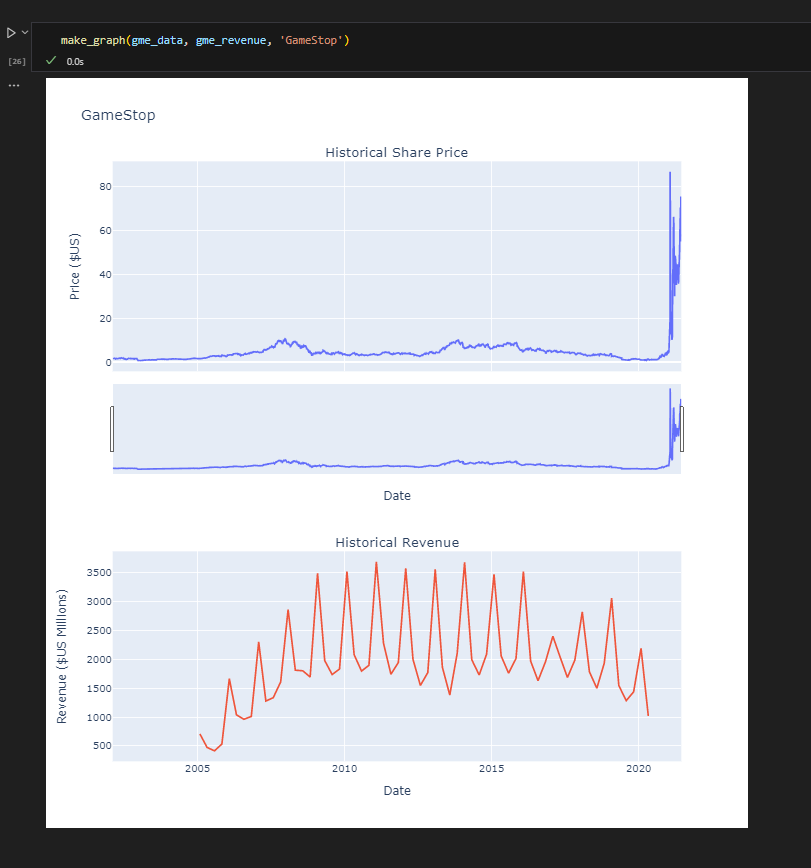 make_graph(gme_data, gme_revenue, 'GameStop')
[26]
0.0s
...
GameStop
Historical Share Price
80
60
40
20
0
Price ($US)
Date
Historical Revenue
3500
3000
2500
2000
1500
1000
500
Revenue ($US Millions)
2005 2010 2015 2020
Date